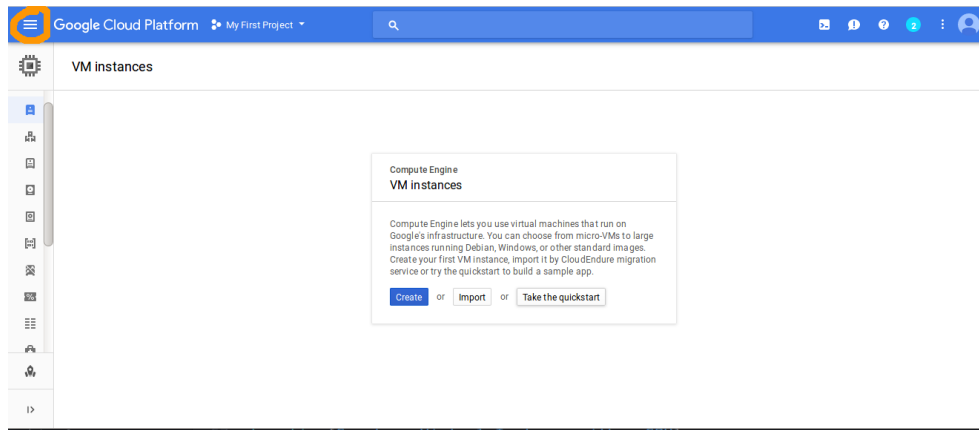 Google Cloud Platform My First Project
2
VM instances
Compute Engine
VM instances
Compute Engine lets you use virtual machines that run on
Google's infrastructure. You can choose from micro-VMs to large
instances running Debian, Windows, or other standard images.
Create your first VM instance, import it by CloudEndure migration
service or try the quickstart to build a sample app.
Create or Import or Take the quickstart